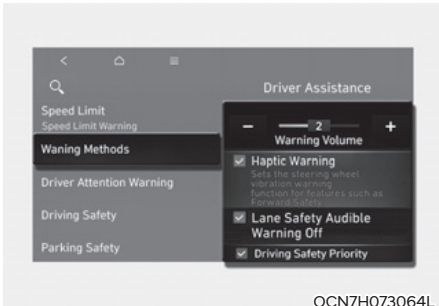 Driver Assistance
Speed Limit
Speed Limit Warning
Waning Methods
Driver Attention Warning
Driving Safety
Parking Safety
− 2 +
Warning Volume
Haptic Warning
Sets the steering wheel
vibration warning
function for features such as
Forward Safety.
Lane Safety Audible
Warning Off
Driving Safety Priority
OCN7H073064L